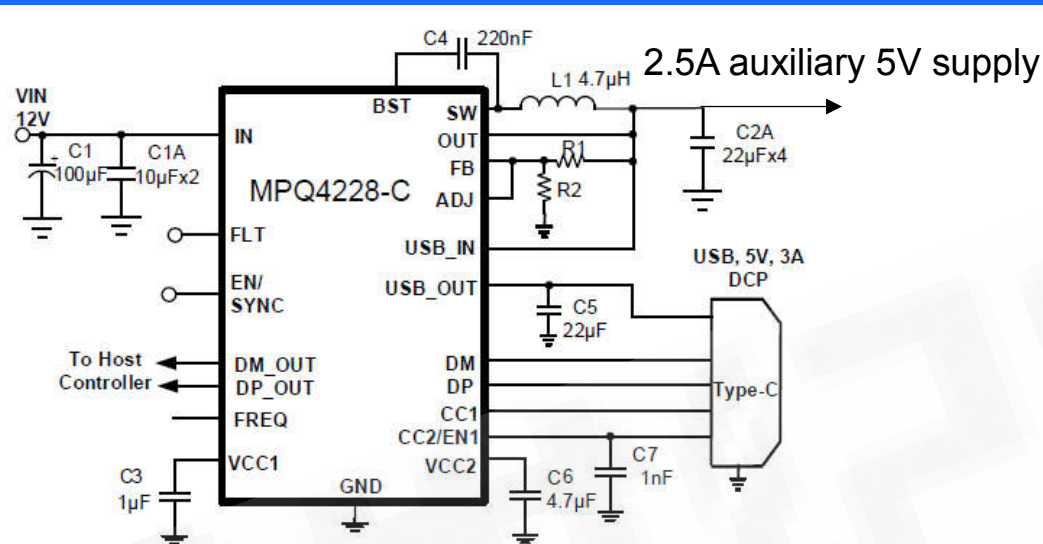 C4
220nF
2.5A auxiliary 5V supply
L1 4.7µH
VIN
12V
BST
SW
IN
OUT
C1
+
100µF
C1A
10µFx2
R1
C2A
22µFx4
FB
MPQ4228-C
ADJ
R2
FLT
USB_IN
USB, 5V, 3A
DCP
EN/
SYNC
USB_OUT
C5
22µF
To Host
Controller
DM_OUT
DP_OUT
DM
DP
Type-C
FREQ
CC1
CC2/EN1
VCC1
VCC2
C7
1nF
C3
1µF
GND
C6
4.7µF